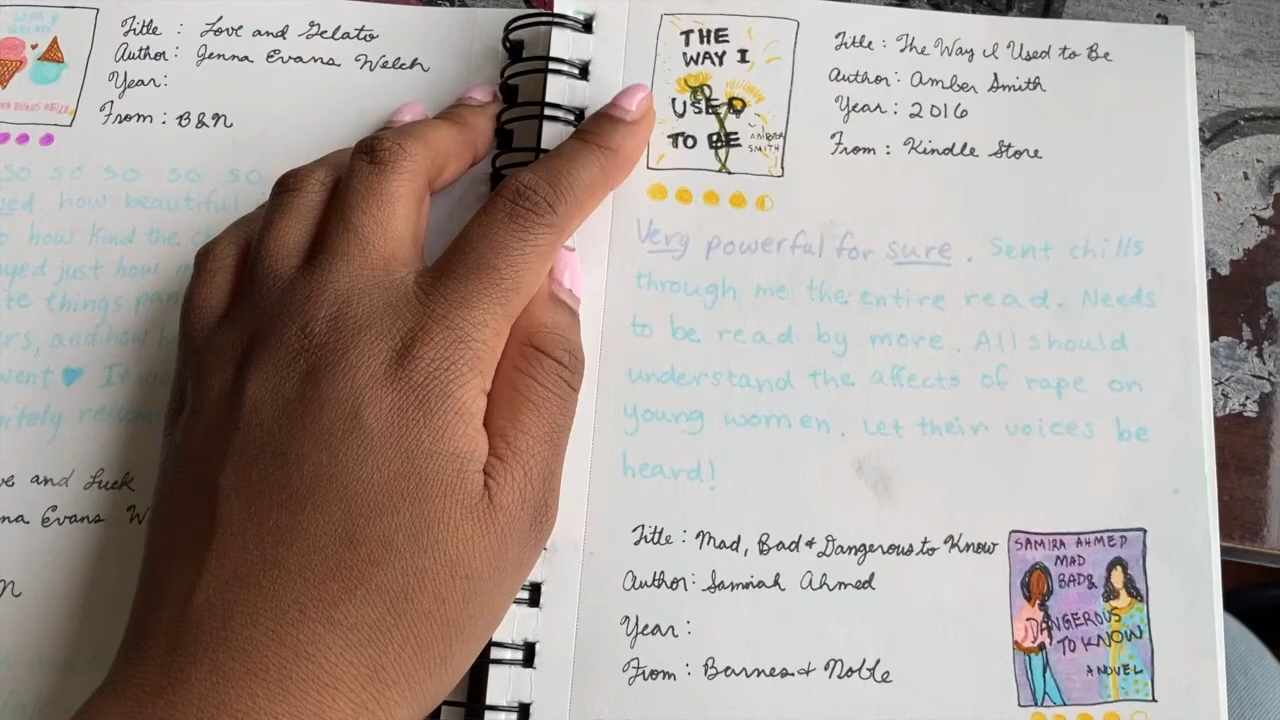 LOVE &
GELATO
Title : Love and Gelato
Author: Jenna Evans Welch
Year:
From: B&N
so so so so so
how beautiful
how kind the
just how
te things
and how
went ♥ It
ve and Luck
na Evans W
THE
WAY I
USED
TO BE
AMBER
SMITH
Title : The Way I Used to Be
Author: Amber Smith
Year : 2016
From : Kindle Store
Very powerful for sure. Sent chills
through me the entire read. Needs
to be read by more. All should
understand the affects of rape on
young women. Let their voices be
heard!
Title : Mad, Bad & Dangerous to Know
Author: Samirah Ahmed
Year :
From : Barnes & Noble
SAMIRA AHMED
MAD
BAD&
DANGEROUS
TO KNOW
A NOVEL